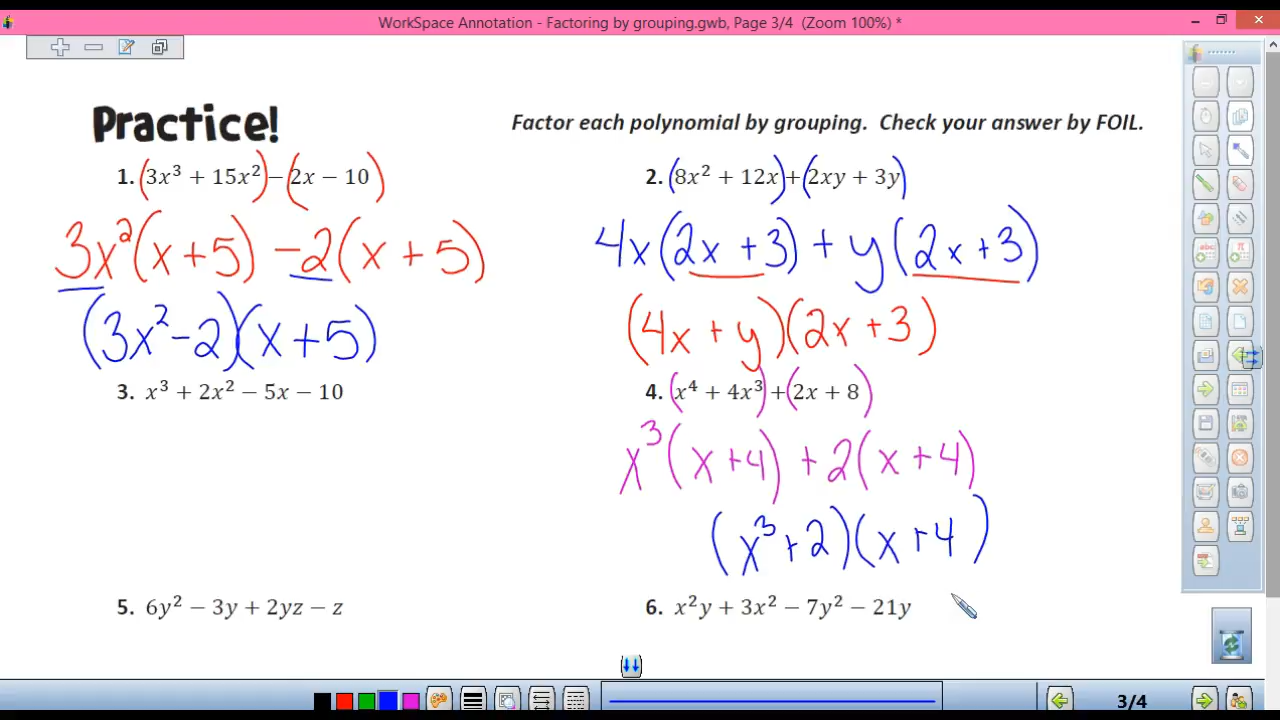 WorkSpace Annotation - Factoring by grouping.gwb, Page 3/4 (Zoom 100%) *
Practice!
Factor each polynomial by grouping. Check your answer by FOIL.
1. (3x³ + 15x²) − (2x − 10)
3x²(x + 5) − 2(x + 5)
(3x² − 2)(x + 5)
2. (8x² + 12x) + (2xy + 3y)
4x(2x + 3) + y(2x + 3)
(4x + y)(2x + 3)
3. x³ + 2x² − 5x − 10
4. (x⁴ + 4x³) + (2x + 8)
x³(x + 4) + 2(x + 4)
(x³ + 2)(x + 4)
5. 6y² − 3y + 2yz − z
6. x²y + 3x² − 7y² − 21y
abc
π
3/4